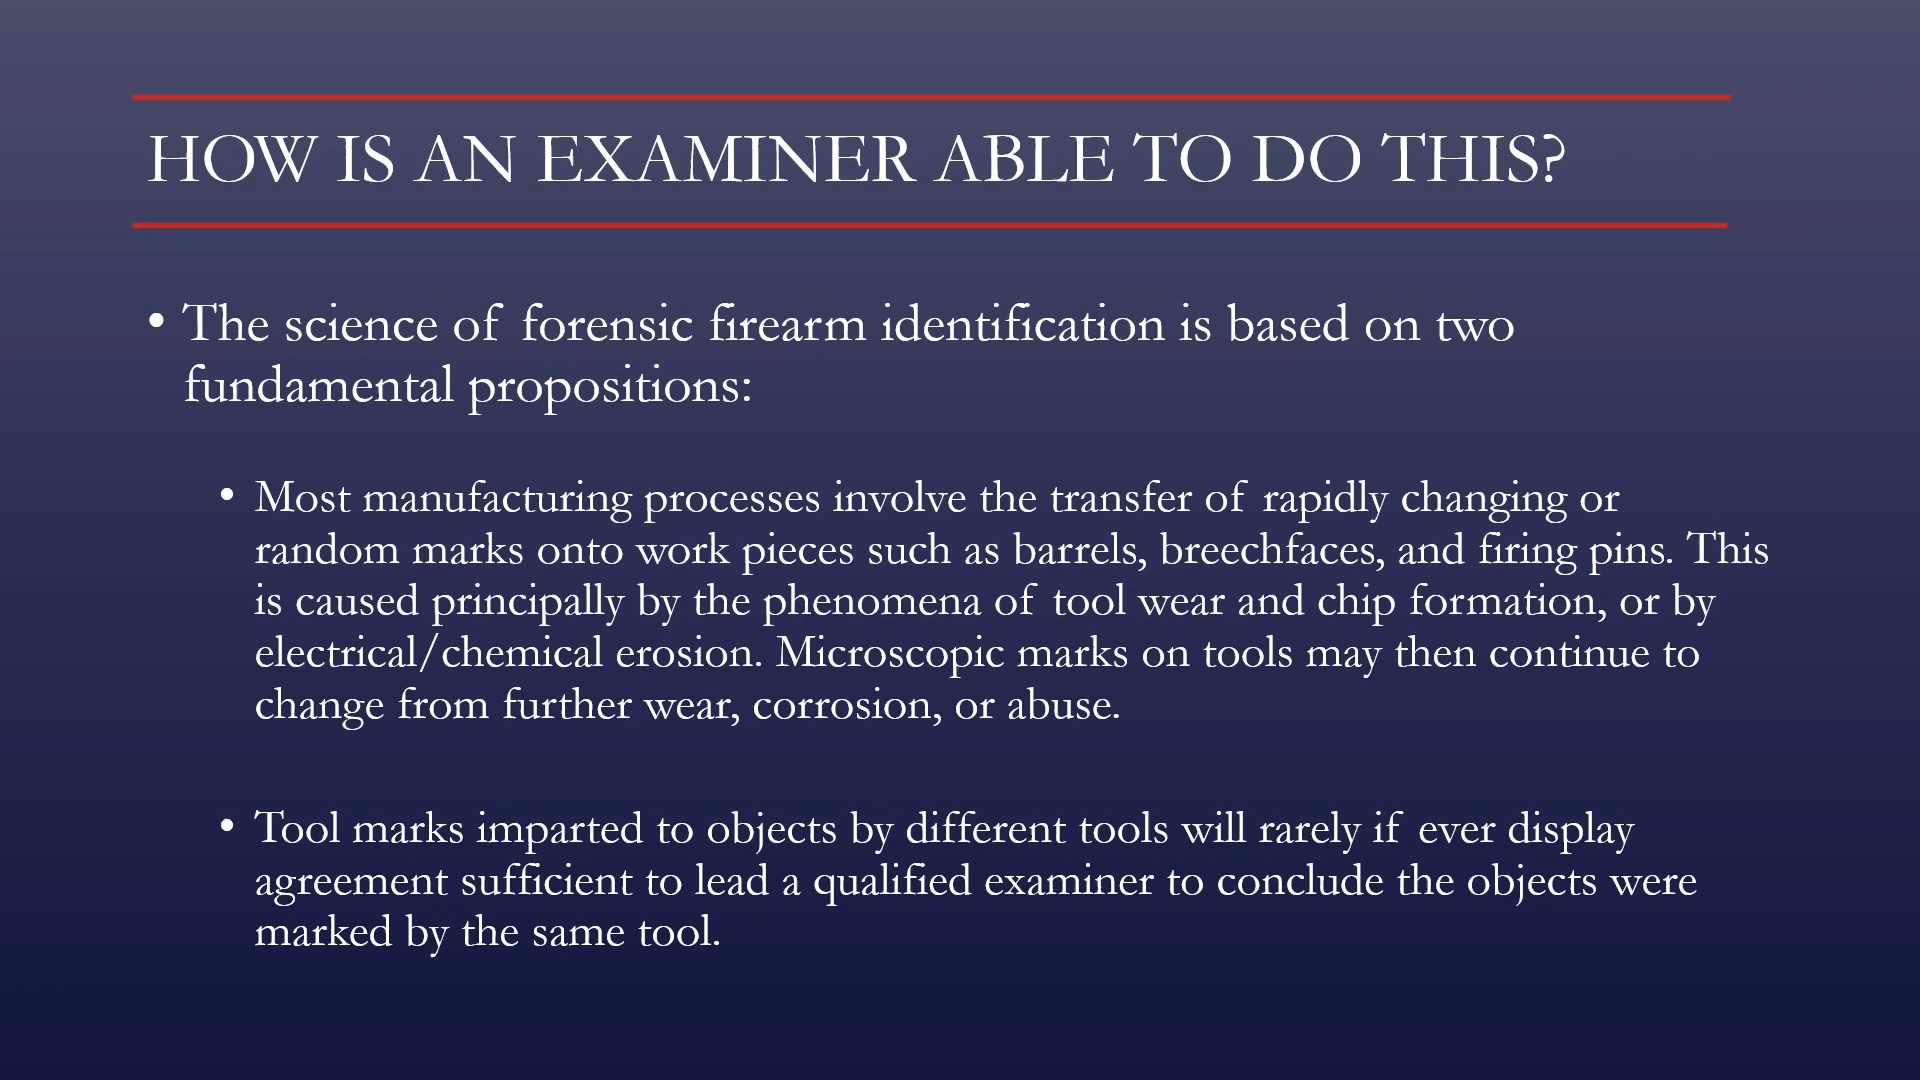 HOW IS AN EXAMINER ABLE TO DO THIS?
• The science of forensic firearm identification is based on two
fundamental propositions:
• Most manufacturing processes involve the transfer of rapidly changing or
random marks onto work pieces such as barrels, breechfaces, and firing pins. This
is caused principally by the phenomena of tool wear and chip formation, or by
electrical/chemical erosion. Microscopic marks on tools may then continue to
change from further wear, corrosion, or abuse.
• Tool marks imparted to objects by different tools will rarely if ever display
agreement sufficient to lead a qualified examiner to conclude the objects were
marked by the same tool.